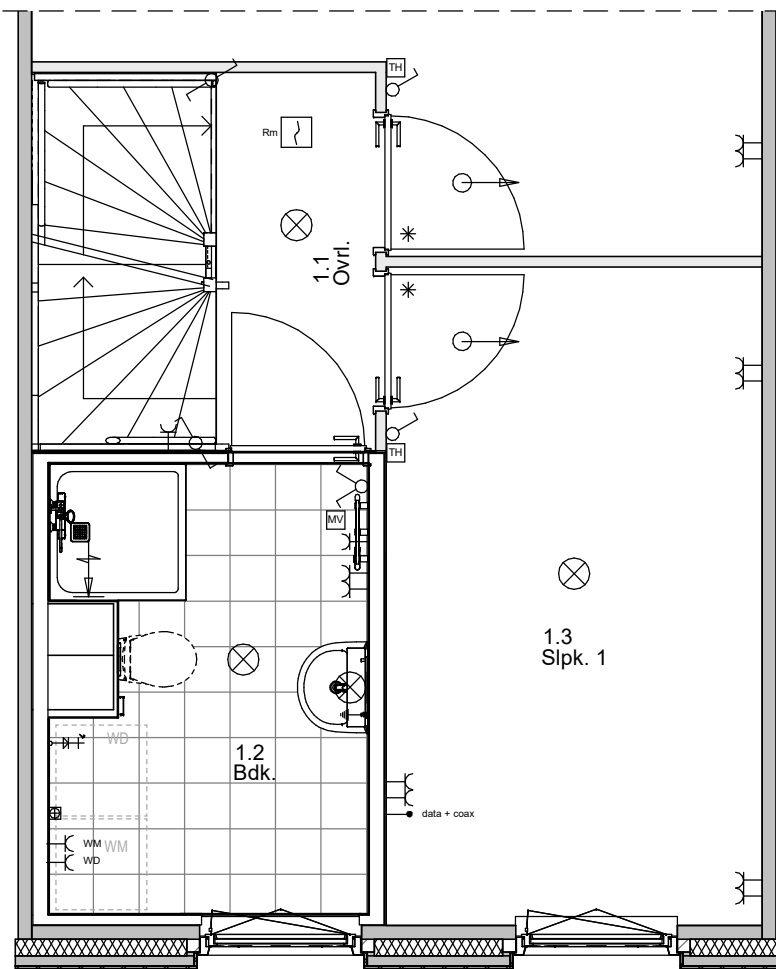 TH
Rm
1.1
Ovrl.
TH
MV
1.3
Slpk. 1
WD
1.2
Bdk.
data + coax
WM
WM
WD